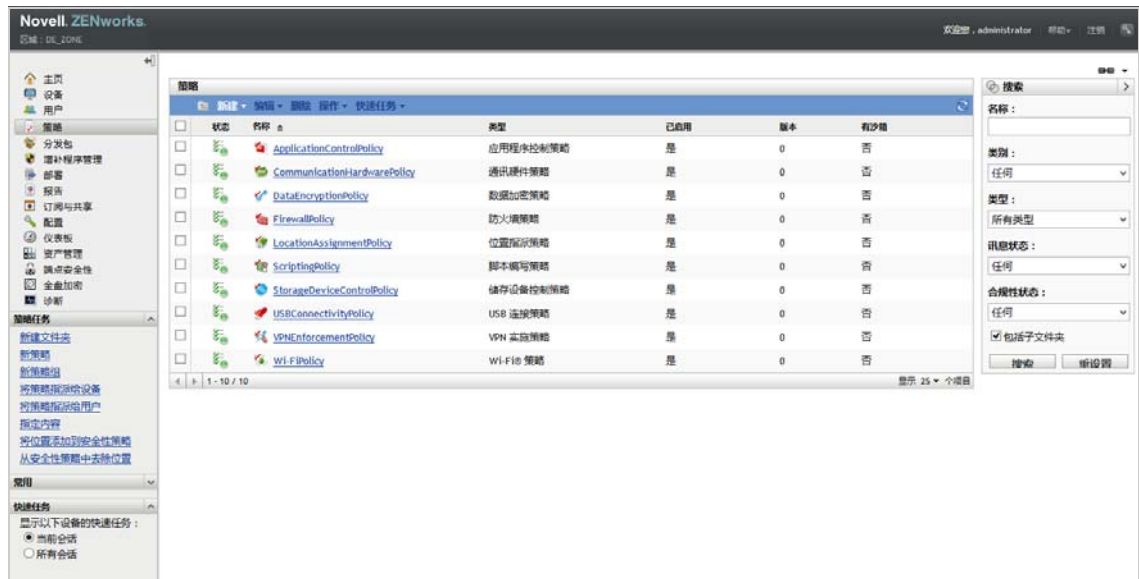 Novell. ZENworks.
区域：DE_ZONE
欢迎您，administrator 帮助 注销
主页
设备
用户
策略
分发包
增补程序管理
部署
报告
订阅与共享
配置
仪表板
资产管理
端点安全性
全盘加密
诊断
策略任务
新建文件夹
新策略
新策略组
将策略指派给设备
将策略指派给用户
指定内容
将位置添加到安全性策略
从安全性策略中去除位置
常用
快速任务
显示以下设备的快速任务：
当前会话
所有会话
策略
新建 编辑 删除 操作 快速任务
状态 名称 类型 已启用 版本 有沙箱
ApplicationControlPolicy 应用程序控制策略 是 0 否
CommunicationHardwarePolicy 通讯硬件策略 是 0 否
DataEncryptionPolicy 数据加密策略 是 0 否
FirewallPolicy 防火墙策略 是 0 否
LocationAssignmentPolicy 位置指派策略 是 0 否
ScriptingPolicy 脚本编写策略 是 0 否
StorageDeviceControlPolicy 储存设备控制策略 是 0 否
USBConnectivityPolicy USB 连接策略 是 0 否
VPNEnforcementPolicy VPN 实施策略 是 0 否
Wi-FiPolicy Wi-Fi® 策略 是 0 否
1 - 10 / 10 显示 25 个项目
搜索
名称：
类别：
任何
类型：
所有类型
讯息状态：
任何
合规性状态：
任何
包括子文件夹
搜索 重设置